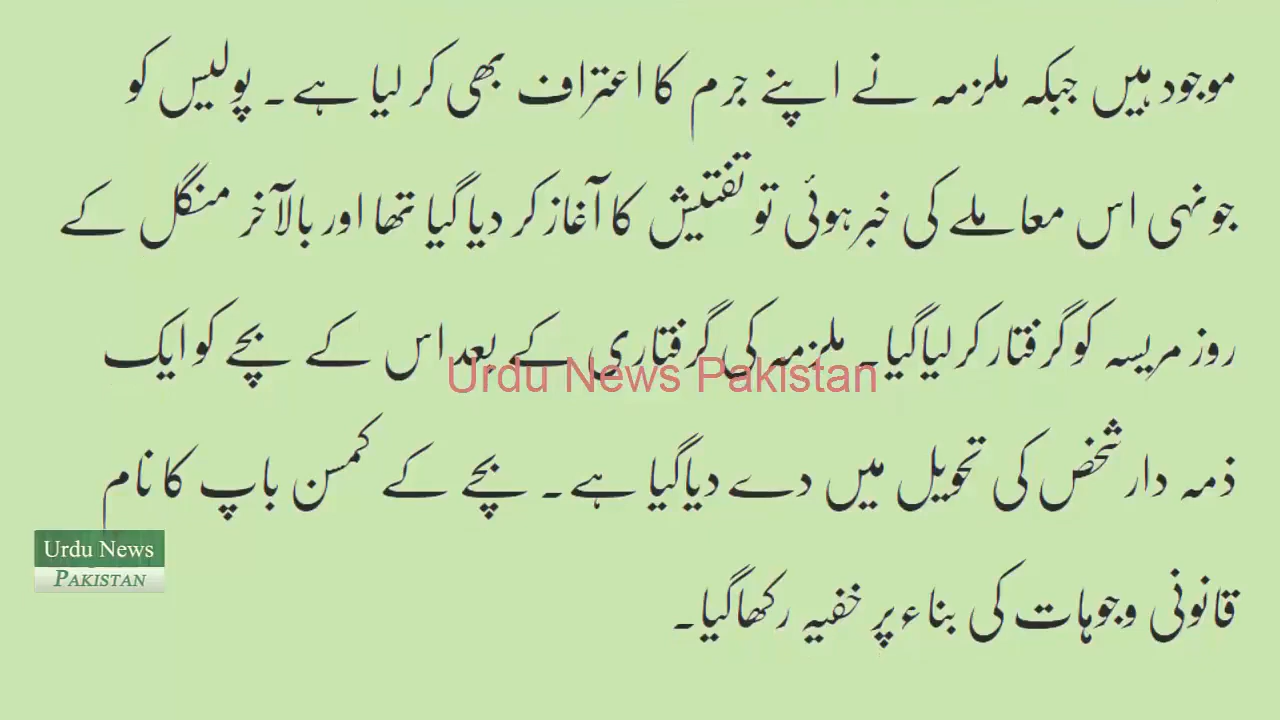 موجود ہیں جبکہ ملزمہ نے اپنے جرم کا اعتراف بھی کر لیا ہے۔ پولیس کو
جونہی اس معاملے کی خبر ہوئی تو تفتیش کا آغاز کر دیا گیا تھا اور بالآخر منگل کے
روز مریسہ کو گرفتار کر لیا گیا۔ ملزمہ کی گرفتاری کے بعد اس کے بچے کو ایک
Urdu News Pakistan
ذمہ دار شخص کی تحویل میں دے دیا گیا ہے۔ بچے کے کمسن باپ کا نام
Urdu News
PAKISTAN
قانونی وجوہات کی بناء پر خفیہ رکھا گیا۔